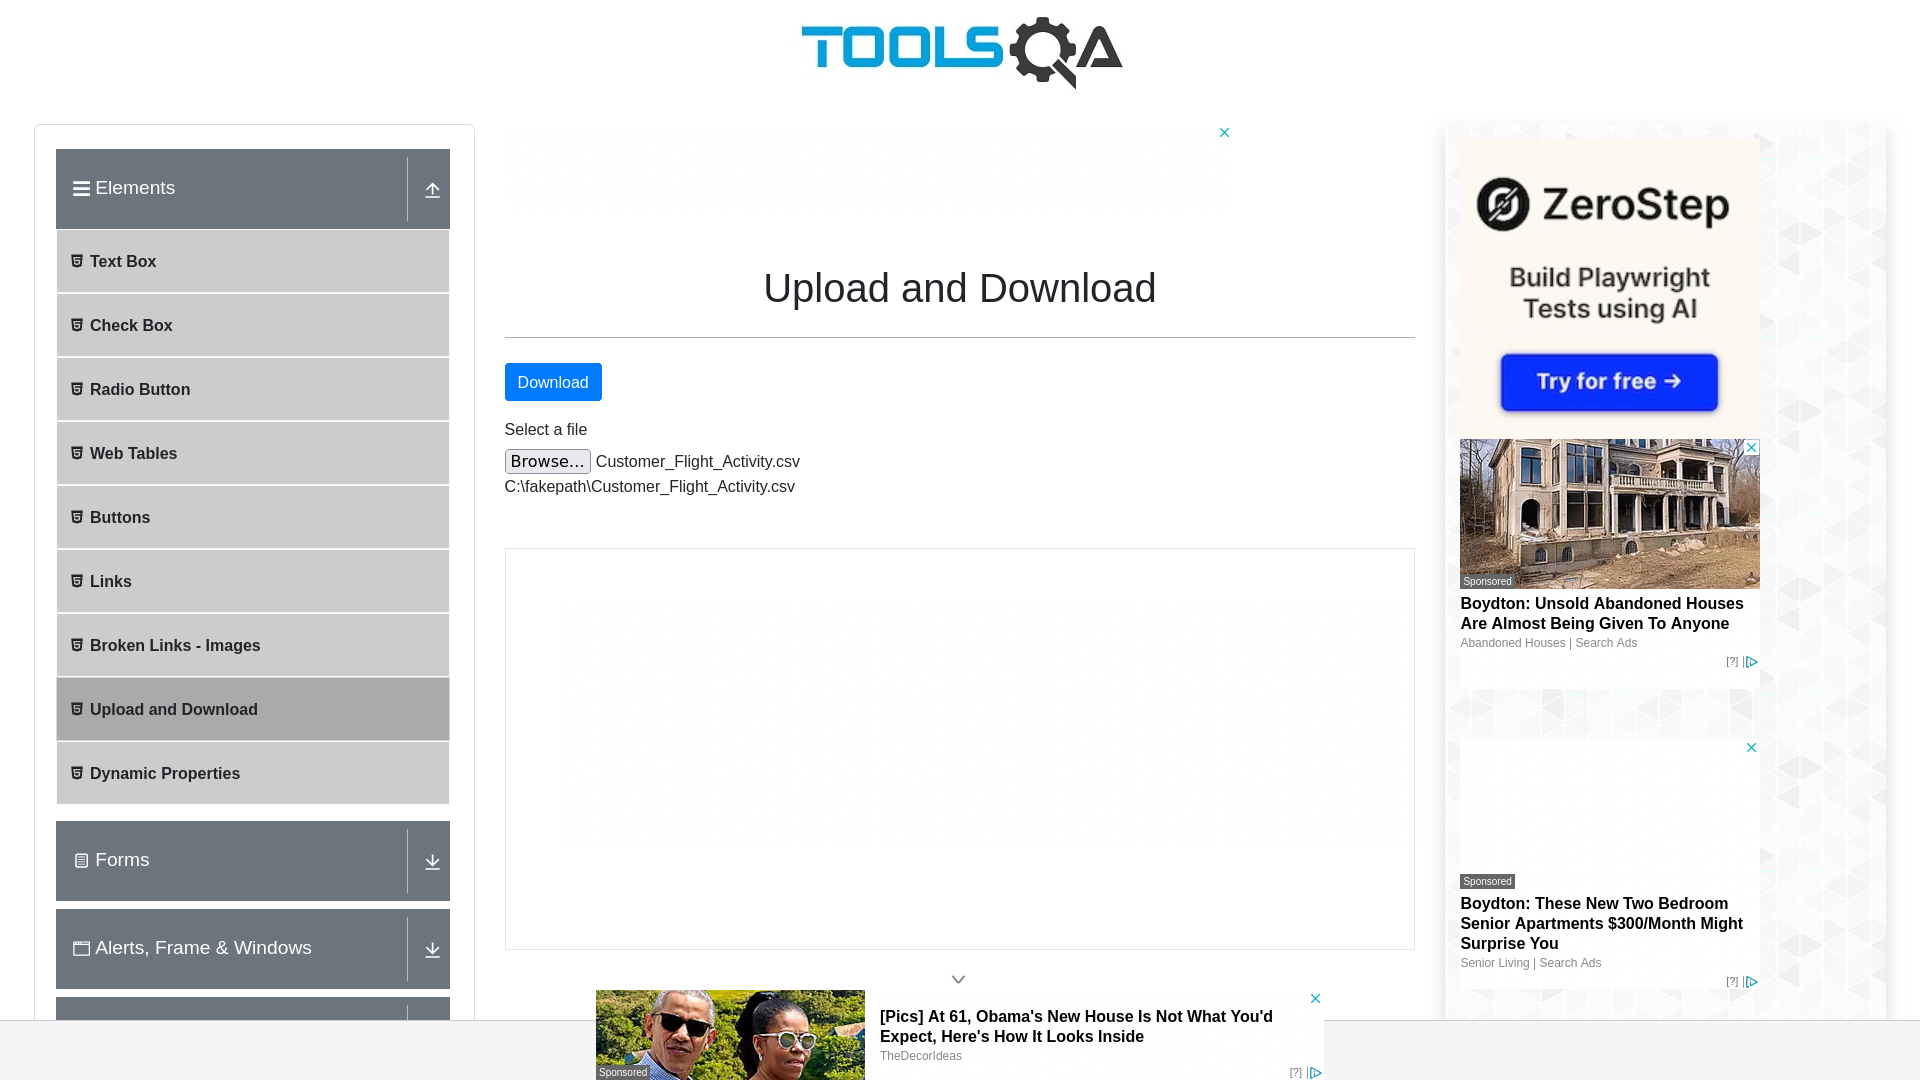 TOOLSQA
Elements
Text Box
Check Box
Radio Button
Web Tables
Buttons
Links
Broken Links - Images
Upload and Download
Dynamic Properties
Forms
Alerts, Frame & Windows
Upload and Download
Download
Select a file
Browse... Customer_Flight_Activity.csv
C:\fakepath\Customer_Flight_Activity.csv
ZeroStep
Build Playwright
Tests using AI
Try for free →
Sponsored
Boydton: Unsold Abandoned Houses
Are Almost Being Given To Anyone
Abandoned Houses | Search Ads
[?]
Sponsored
Boydton: These New Two Bedroom
Senior Apartments $300/Month Might
Surprise You
Senior Living | Search Ads
[?]
[Pics] At 61, Obama's New House Is Not What You'd
Expect, Here's How It Looks Inside
TheDecorIdeas
Sponsored
[?]